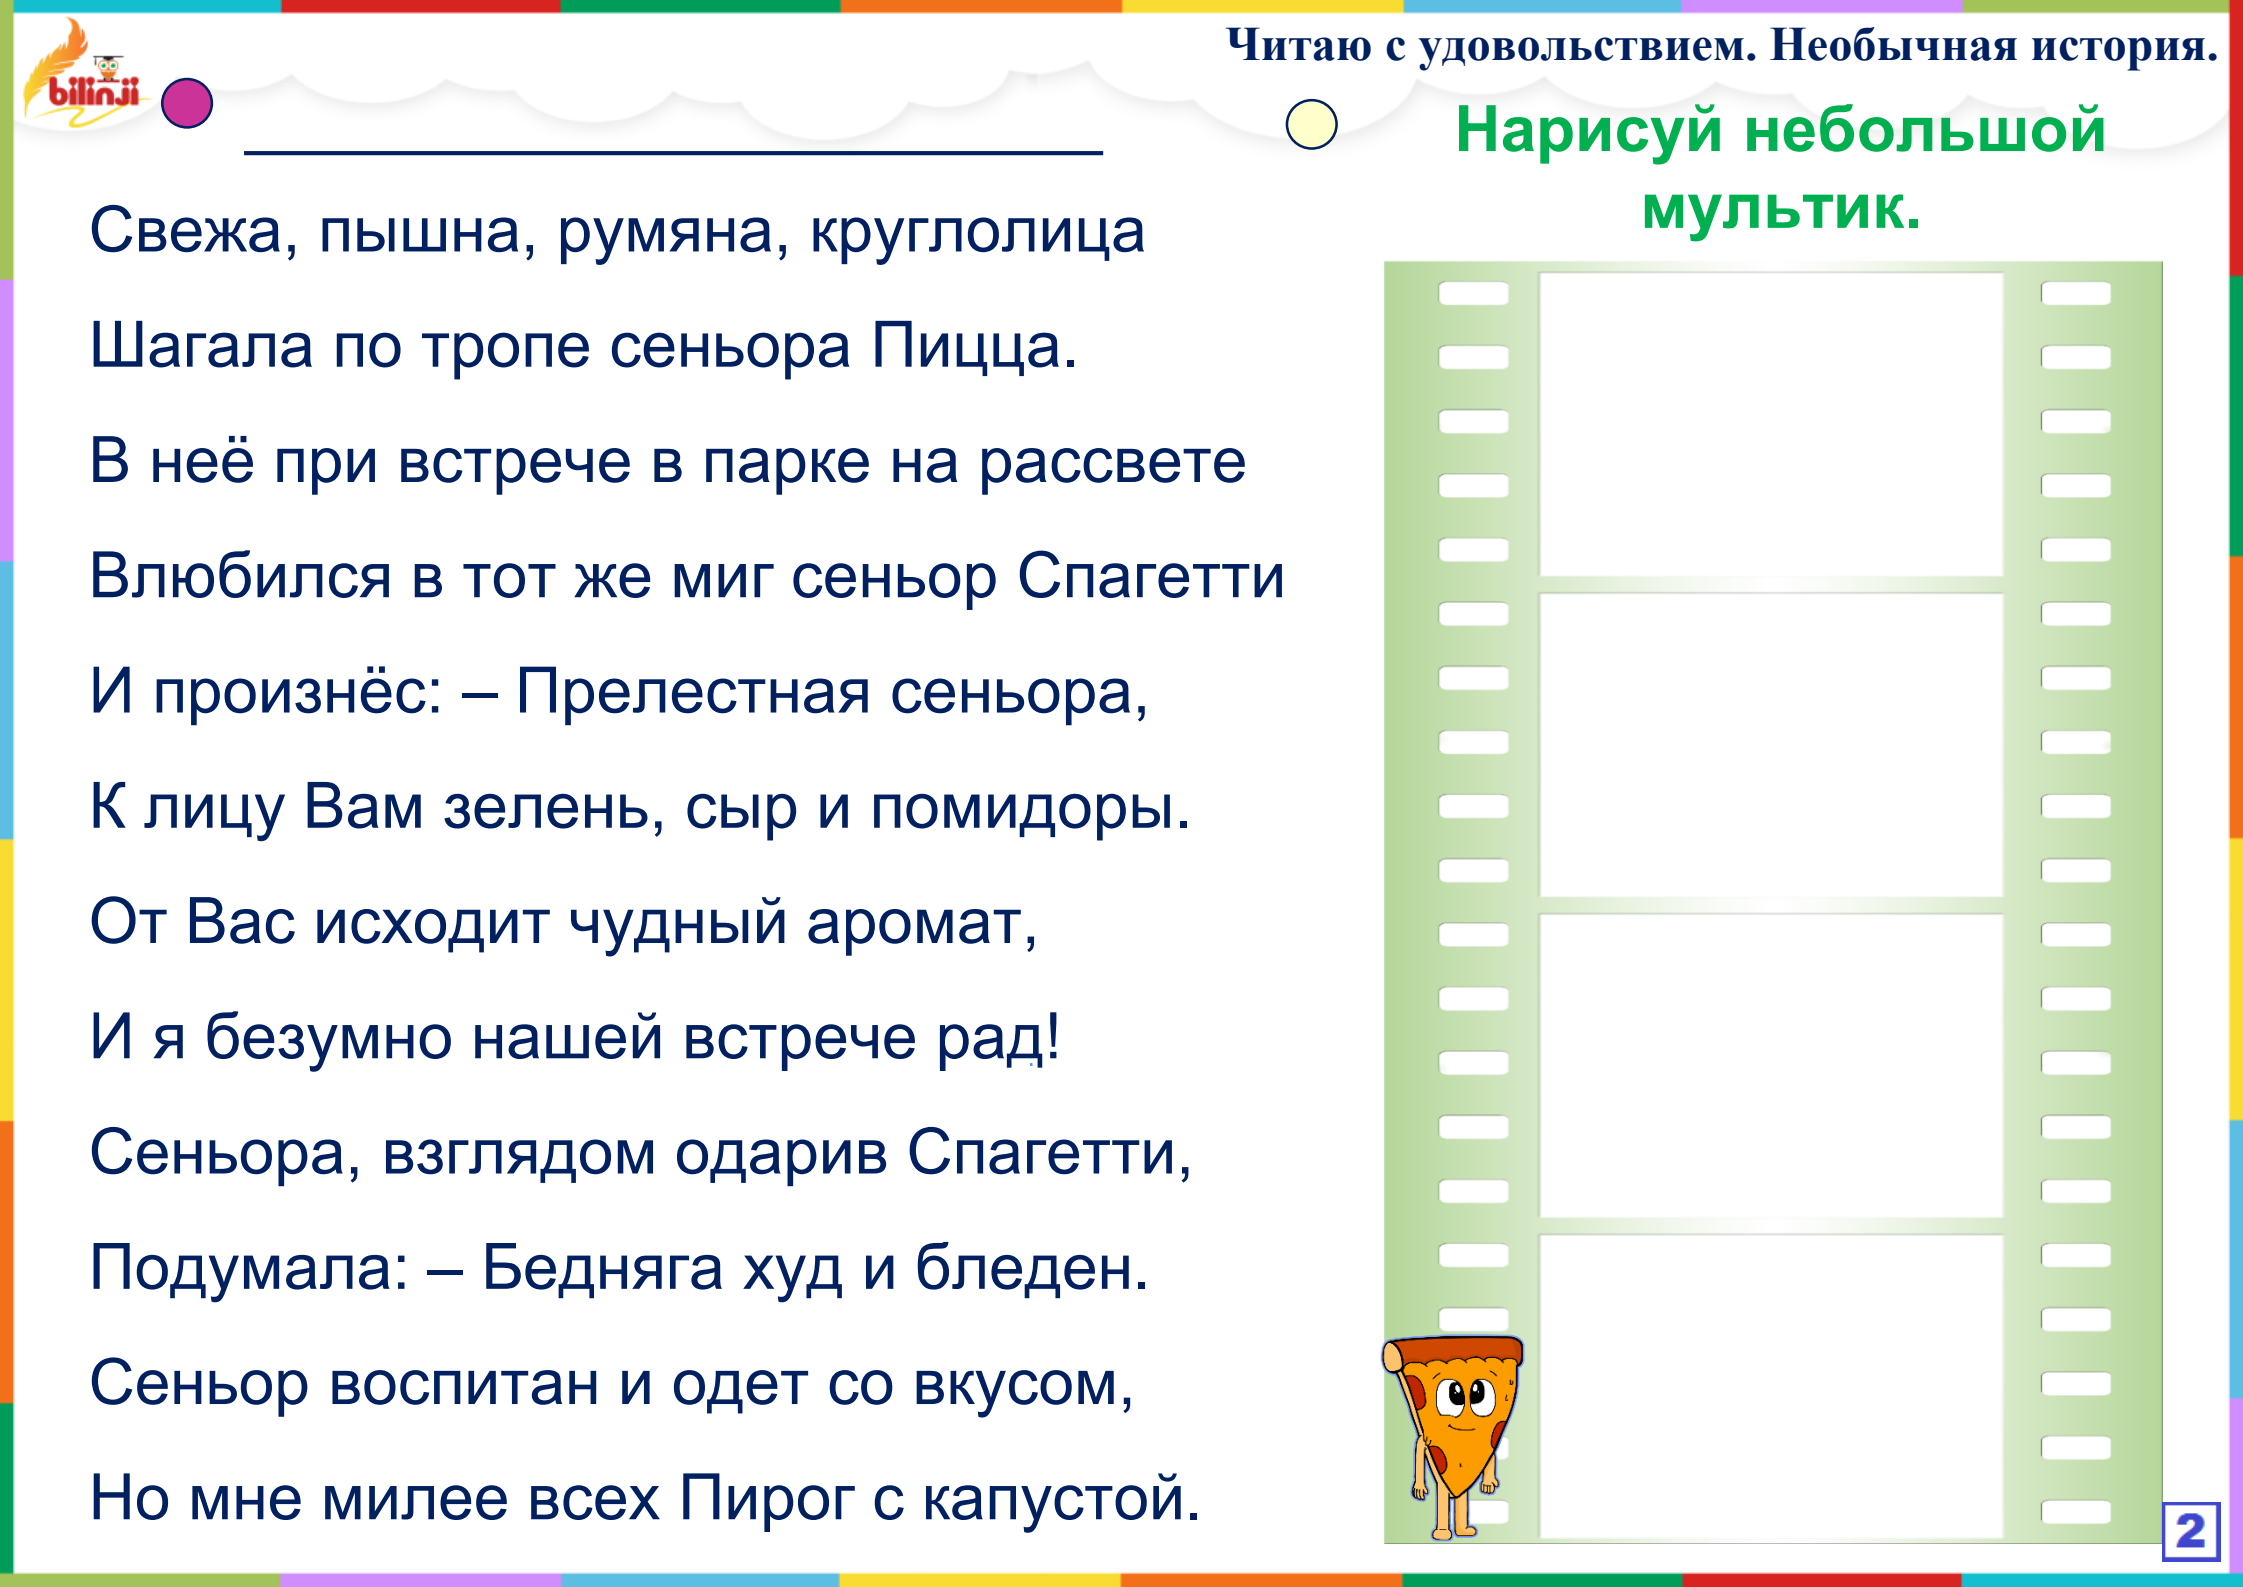 Читаю с удовольствием. Необычная история.
bilinji
Свежа, пышна, румяна, круглолица
Шагала по тропе сеньора Пицца.
В неё при встрече в парке на рассвете
Влюбился в тот же миг сеньор Спагетти
И произнёс: – Прелестная сеньора,
К лицу Вам зелень, сыр и помидоры.
От Вас исходит чудный аромат,
И я безумно нашей встрече рад!
Сеньора, взглядом одарив Спагетти,
Подумала: – Бедняга худ и бледен.
Сеньор воспитан и одет со вкусом,
Но мне милее всех Пирог с капустой.
Нарисуй небольшой
мультик.
2